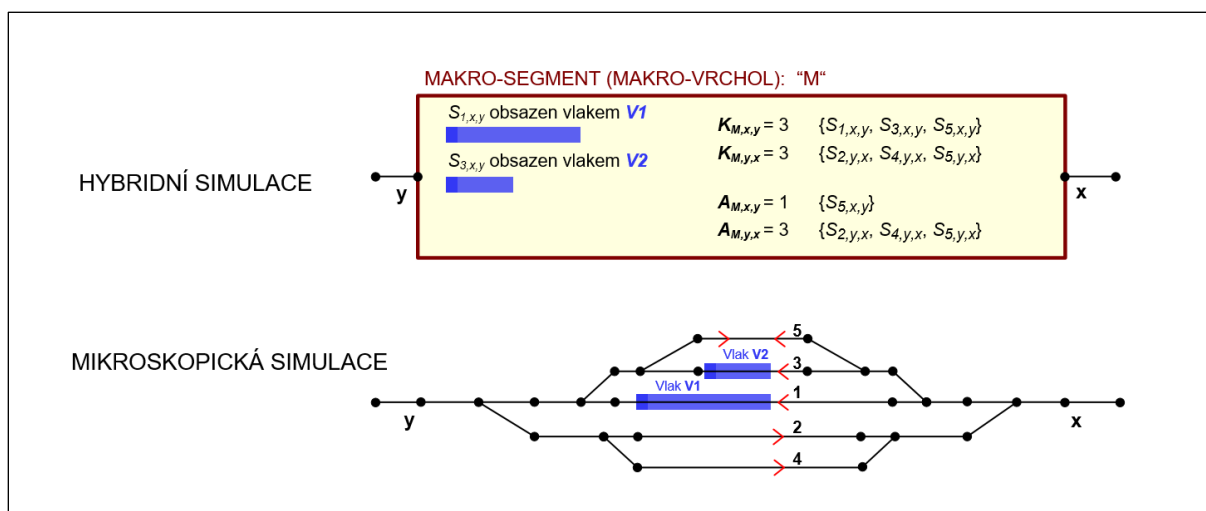 MAKRO-SEGMENT (MAKRO-VRCHOL): "M"
S1,x,y obsazen vlakem V1
KM,x,y = 3 {S1,x,y, S3,x,y, S5,x,y}
KM,y,x = 3 {S2,y,x, S4,y,x, S5,y,x}
S3,x,y obsazen vlakem V2
HYBRIDNÍ SIMULACE
y
x
AM,x,y = 1 {S5,x,y}
AM,y,x = 3 {S2,y,x, S4,y,x, S5,y,x}
MIKROSKOPICKÁ SIMULACE
5
Vlak V2
3
Vlak V1
1
y
x
2
4